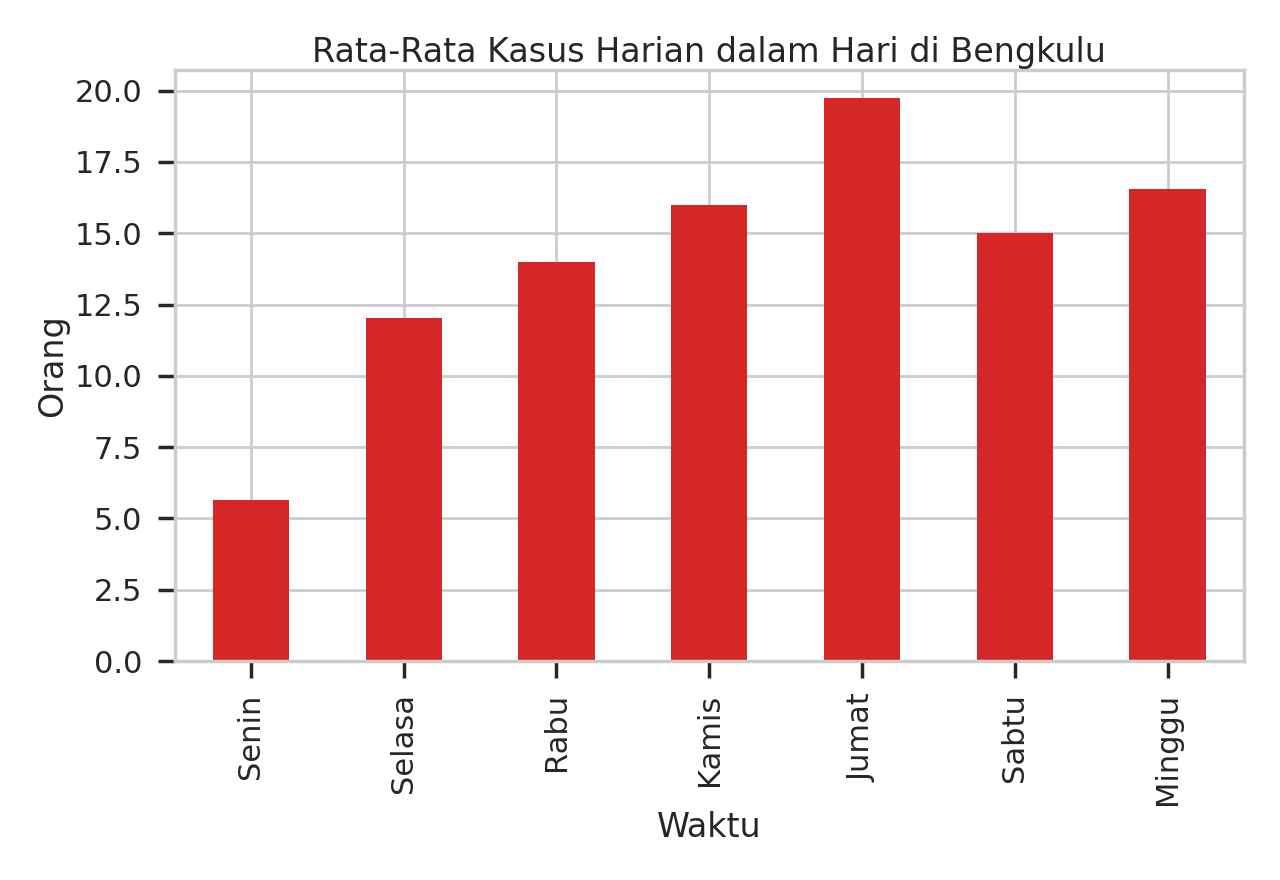 Rata-Rata Kasus Harian dalam Hari di Bengkulu
20.0
17.5
15.0
12.5
10.0
7.5
5.0
2.5
0.0
Orang
Senin
Selasa
Rabu
Kamis
Jumat
Sabtu
Minggu
Waktu